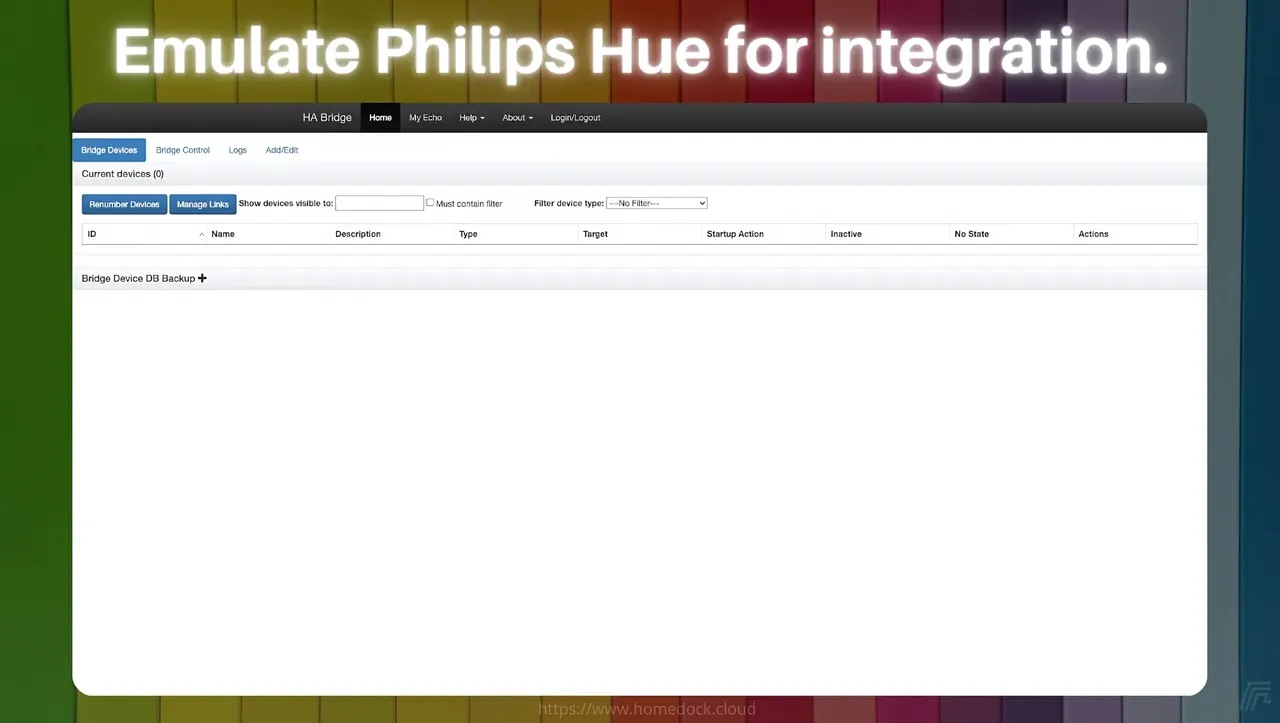 Emulate Philips Hue for integration.
HA Bridge Home My Echo Help About Login/Logout
Bridge Devices Bridge Control Logs Add/Edit
Current devices (0)
Renumber Devices Manage Links Show devices visible to: Must contain filter Filter device type: ---No Filter---
ID Name Description Type Target Startup Action Inactive No State Actions
Bridge Device DB Backup
https://www.homedock.cloud